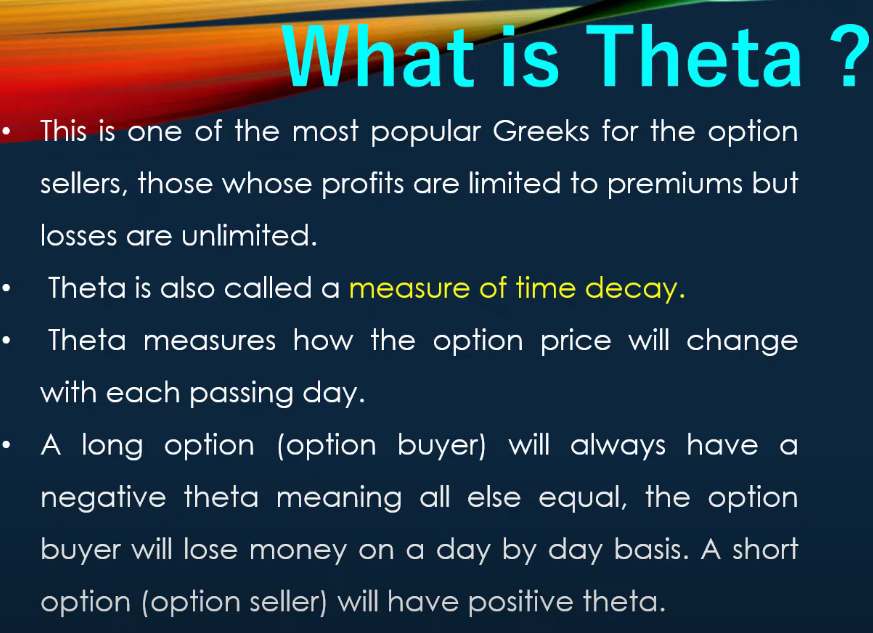 What is Theta ?
• This is one of the most popular Greeks for the option
sellers, those whose profits are limited to premiums but
losses are unlimited.
• Theta is also called a measure of time decay.
• Theta measures how the option price will change
with each passing day.
• A long option (option buyer) will always have a
negative theta meaning all else equal, the option
buyer will lose money on a day by day basis. A short
option (option seller) will have positive theta.